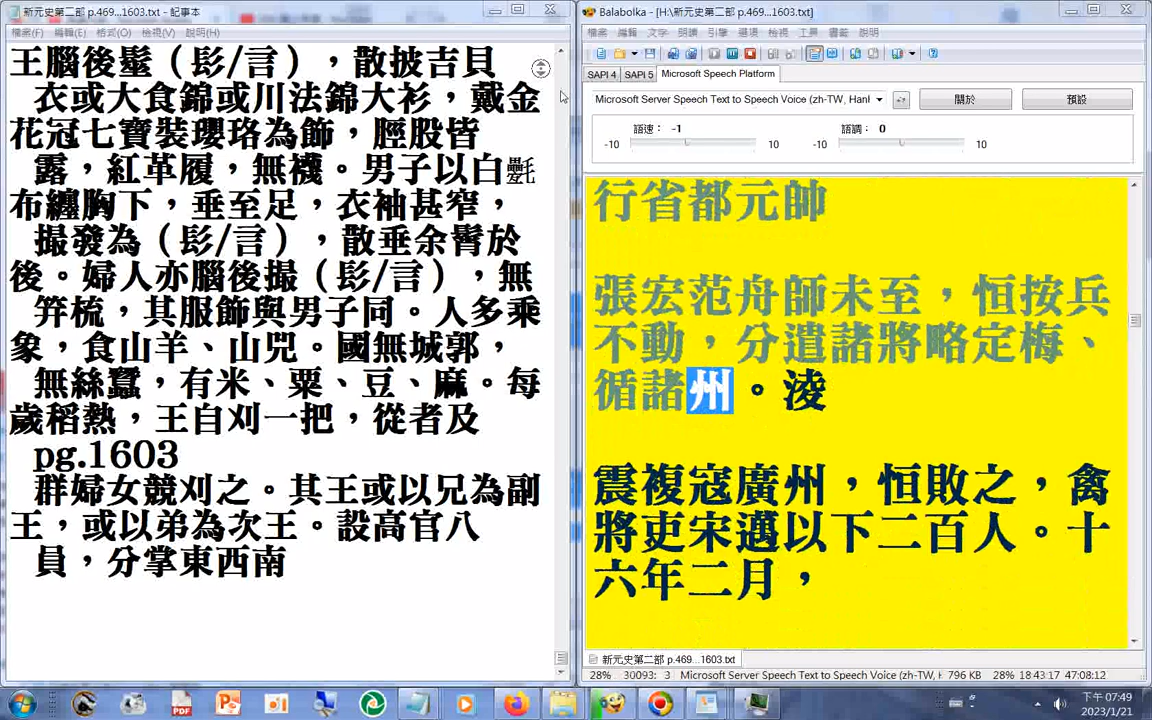 新元史第二部 p.469...1603.txt - 記事本
檔案(F) 編輯(E) 格式(O) 檢視(V) 說明(H)
王腦後髽（髟/言），散披吉貝
衣或大食錦或川法錦大衫，戴金
花冠七寶裝瓔珞為飾，脛股皆
露，紅革履，無襪。男子以白氎
布纏胸下，垂至足，衣袖甚窄，
撮發為（髟/言），散垂余髾於
後。婦人亦腦後撮（髟/言），無
笄梳，其服飾與男子同。人多乘
象，食山羊、山兕。國無城郭，
無絲蠶，有米、粟、豆、麻。每
歲稻熱，王自刈一把，從者及
pg.1603
群婦女競刈之。其王或以兄為副
王，或以弟為次王。設高官八
員，分掌東西南
Balabolka - [H:\新元史第二部 p.469...1603.txt]
檔案 編輯 文字 朗讀 引擎 選項 檢視 工具 書籤 說明
SAPI 4 SAPI 5 Microsoft Speech Platform
Microsoft Server Speech Text to Speech Voice (zh-TW, Hanl
關於
預設
語速： -1
語調： 0
-10 10 -10 10
行省都元帥
張宏范舟師未至，恒按兵
不動，分遣諸將略定梅、
循諸州。淩
震複寇廣州，恒敗之，禽
將吏宋邁以下二百人。十
六年二月，
新元史第二部 p.469...1603.txt
28% 30093: 3 Microsoft Speech Platform Microsoft Server Speech Text to Speech Voice (zh-TW, H 796 KB 28% 18:43:17 47:08:12
下午 07:49
2023/1/21